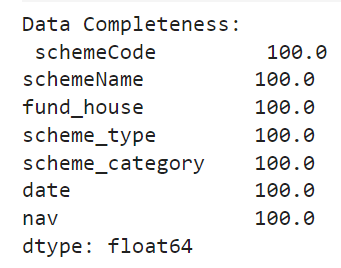 Data Completeness:
 schemeCode         100.0
schemeName         100.0
fund_house         100.0
scheme_type        100.0
scheme_category    100.0
date               100.0
nav                100.0
dtype: float64